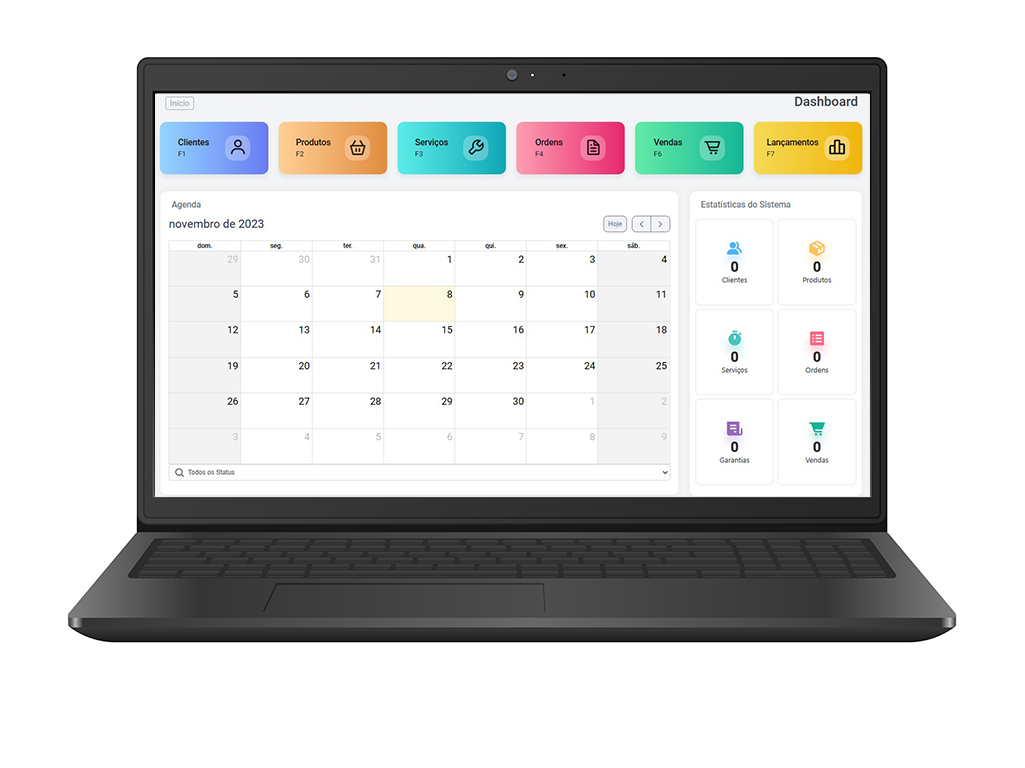 Início
Dashboard
Clientes
F1
Produtos
F2
Serviços
F3
Ordens
F4
Vendas
F6
Lançamentos
F7
Agenda
novembro de 2023
Hoje
dom. seg. ter. qua. qui. sex. sáb.
29 30 31 1 2 3 4
5 6 7 8 9 10 11
12 13 14 15 16 17 18
19 20 21 22 23 24 25
26 27 28 29 30 1 2
3 4 5 6 7 8 9
Todos os Status
Estatísticas do Sistema
0
Clientes
0
Produtos
0
Serviços
0
Ordens
0
Garantias
0
Vendas